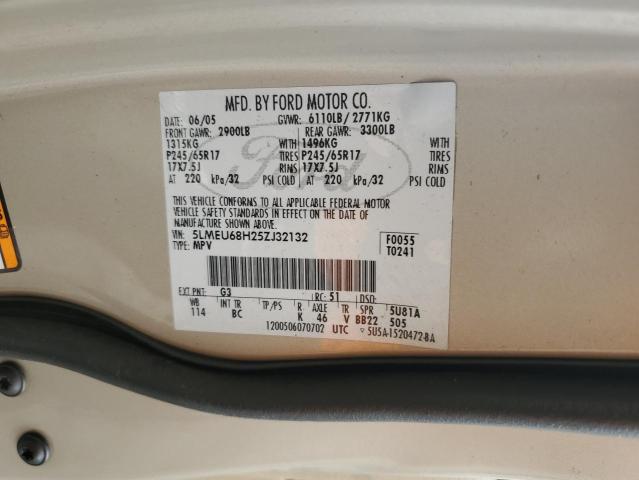 MFD. BY FORD MOTOR CO.
DATE: 06/05 GVWR: 6110LB/ 2771KG
FRONT GAWR: 2900LB REAR GAWR: 3300LB
1315KG WITH 1496KG WITH
P245/65R17 TIRES P245/65R17 TIRES
17X7.5J RIMS 17X7.5J RIMS
AT 220 kPa/32 PSI COLD AT 220 kPa/32 PSI COLD
Ford
THIS VEHICLE CONFORMS TO ALL APPLICABLE FEDERAL MOTOR
VEHICLE SAFETY STANDARDS IN EFFECT ON THE DATE OF
MANUFACTURE SHOWN ABOVE.
VIN: 5LMEU68H25ZJ32132 F0055
TYPE: MPV T0241
EXT PNT: G3 RC: 51 DSO:
WB INT TR TP/PS R AXLE TR SPR 5U81A
114 BC K 46 V BB22 505
1200506070702 UTC 5U5A-1520472-BA